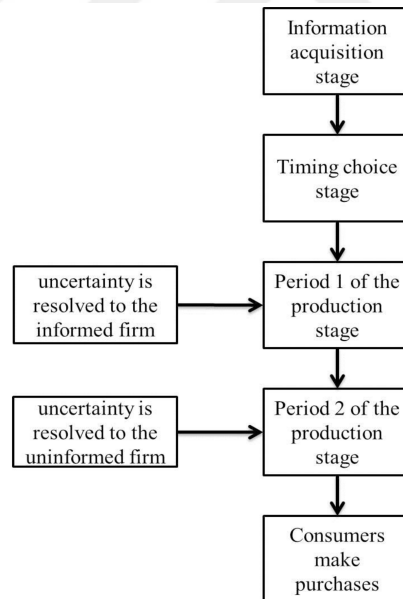 Information
acquisition
stage
Timing choice
stage
uncertainty is
resolved to the
informed firm
Period 1 of the
production
stage
uncertainty is
resolved to the
uninformed firm
Period 2 of the
production
stage
Consumers
make
purchases